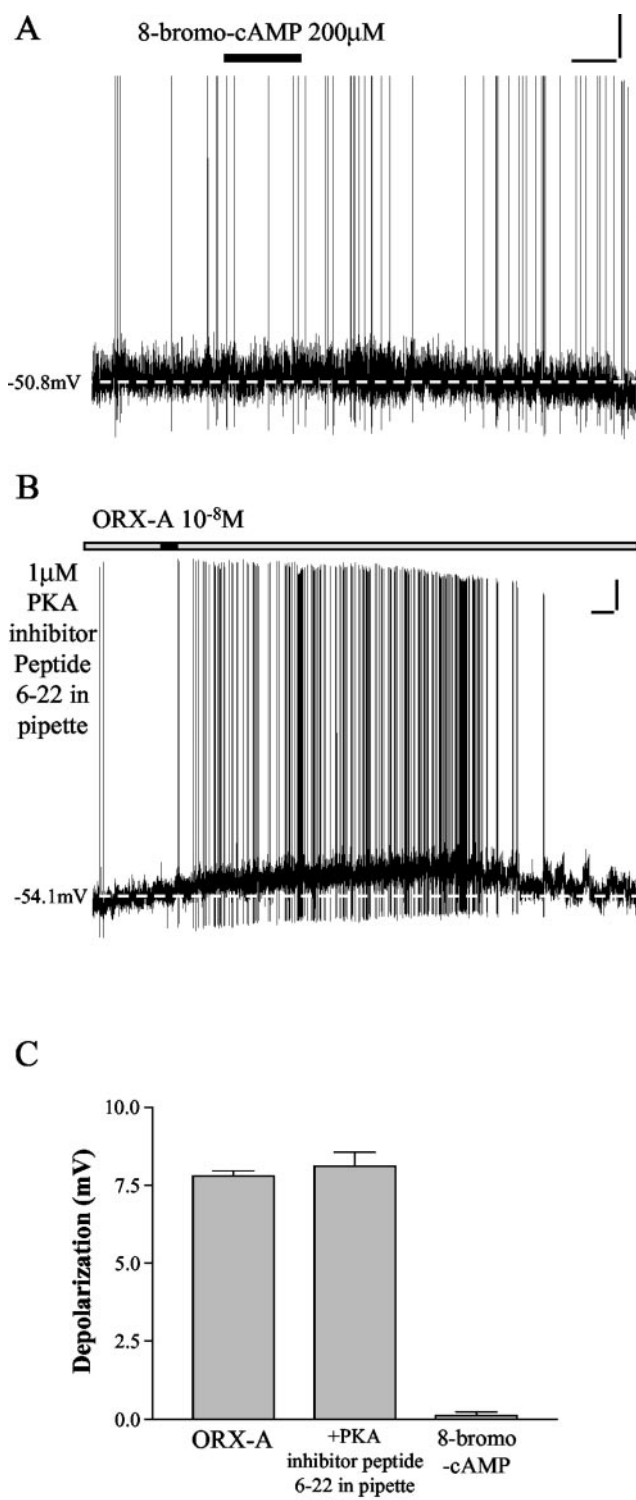 A
8-bromo-cAMP 200μM
-50.8mV
B
ORX-A 10-8M
1μM
PKA
inhibitor
Peptide
6-22 in
pipette
-54.1mV
C
Depolarization (mV)
10.0
7.5
5.0
2.5
0.0
ORX-A
+PKA
inhibitor peptide
6-22 in pipette
8-bromo
-cAMP